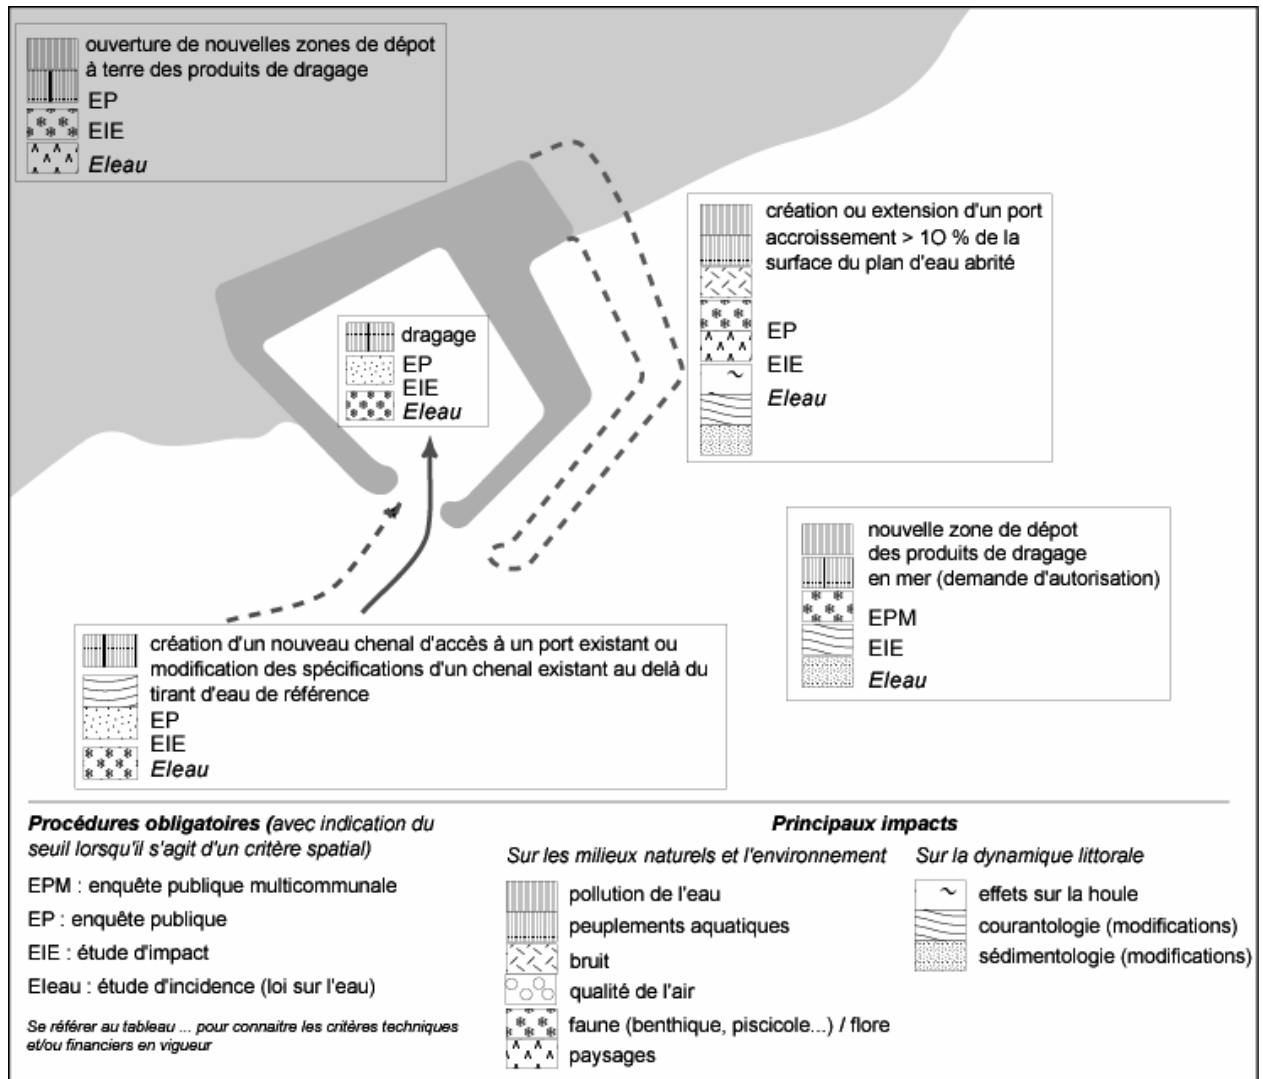 ouverture de nouvelles zones de dépot
à terre des produits de dragage
EP
EIE
Eleau
création ou extension d'un port
accroissement > 1O % de la
surface du plan d'eau abrité
EP
EIE
Eleau
dragage
EP
EIE
Eleau
nouvelle zone de dépot
des produits de dragage
en mer (demande d'autorisation)
EPM
EIE
Eleau
création d'un nouveau chenal d'accès à un port existant ou
modification des spécifications d'un chenal existant au delà du
tirant d'eau de référence
EP
EIE
Eleau
Procédures obligatoires (avec indication du
seuil lorsqu'il s'agit d'un critère spatial)
EPM : enquête publique multicommunale
EP : enquête publique
EIE : étude d'impact
Eleau : étude d'incidence (loi sur l'eau)
Se référer au tableau ... pour connaitre les critères techniques
et/ou financiers en vigueur
Principaux impacts
Sur les milieux naturels et l'environnement
pollution de l'eau
peuplements aquatiques
bruit
qualité de l'air
faune (benthique, piscicole...) / flore
paysages
Sur la dynamique littorale
effets sur la houle
courantologie (modifications)
sédimentologie (modifications)